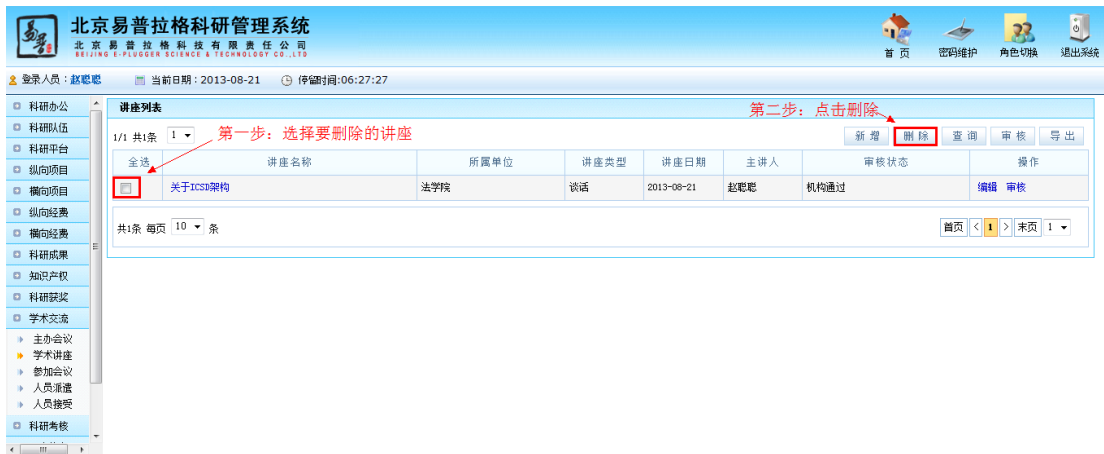 北京易普拉格科研管理系统
北京易普拉格科技有限责任公司
BEIJING E-PLUGGER SCIENCE & TECHNOLOGY CO.,LTD
首页 密码维护 角色切换 退出系统
登录人员：赵聪聪 当前日期：2013-08-21 停留时间:06:27:27
科研办公
科研队伍
科研平台
纵向项目
横向项目
纵向经费
横向经费
科研成果
知识产权
科研获奖
学术交流
主办会议
学术讲座
参加会议
人员派遣
人员接受
科研考核
讲座列表
第二步：点击删除
1/1 共1条 1
第一步：选择要删除的讲座
新增 删除 查询 审核 导出
全选 讲座名称 所属单位 讲座类型 讲座日期 主讲人 审核状态 操作
关于ICSD架构 法学院 谈话 2013-08-21 赵聪聪 机构通过 编辑 审核
共1条 每页 10 条
首页 < 1 > 末页 1